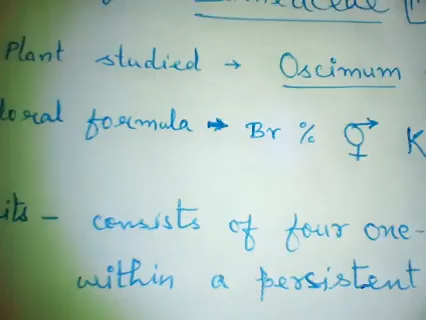 Plant studied → Oscimum
loral formula → Br % ⚥ K
its - consists of four one-
within a persistent